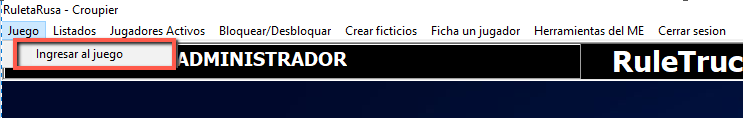 RuletaRusa - Croupier
Juego Listados Jugadores Activos Bloquear/Desbloquar Crear ficticios Ficha un jugador Herramientas del ME Cerrar sesion
Ingresar al juego
ADMINISTRADOR RuleTruc